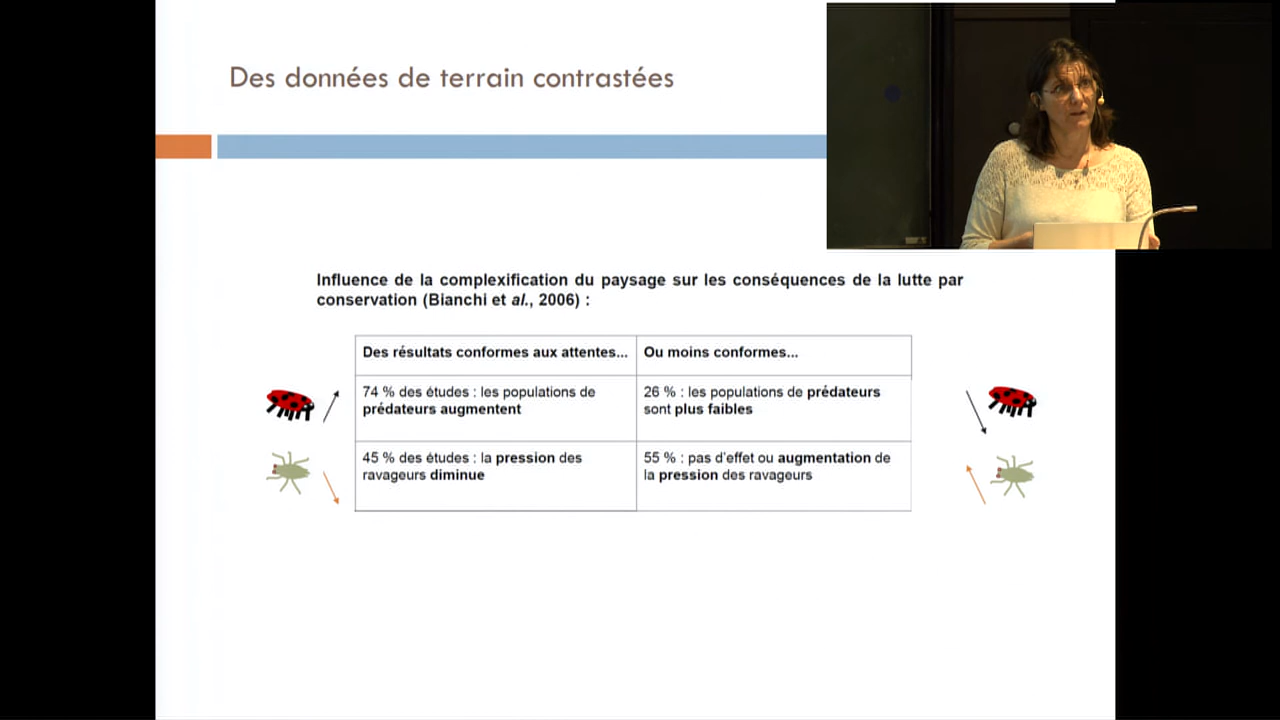 Des données de terrain contrastées
Influence de la complexification du paysage sur les conséquences de la lutte par
conservation (Bianchi et al., 2006) :
Des résultats conformes aux attentes...
Ou moins conformes...
74 % des études : les populations de
prédateurs augmentent
26 % : les populations de prédateurs
sont plus faibles
45 % des études : la pression des
ravageurs diminue
55 % : pas d'effet ou augmentation de
la pression des ravageurs